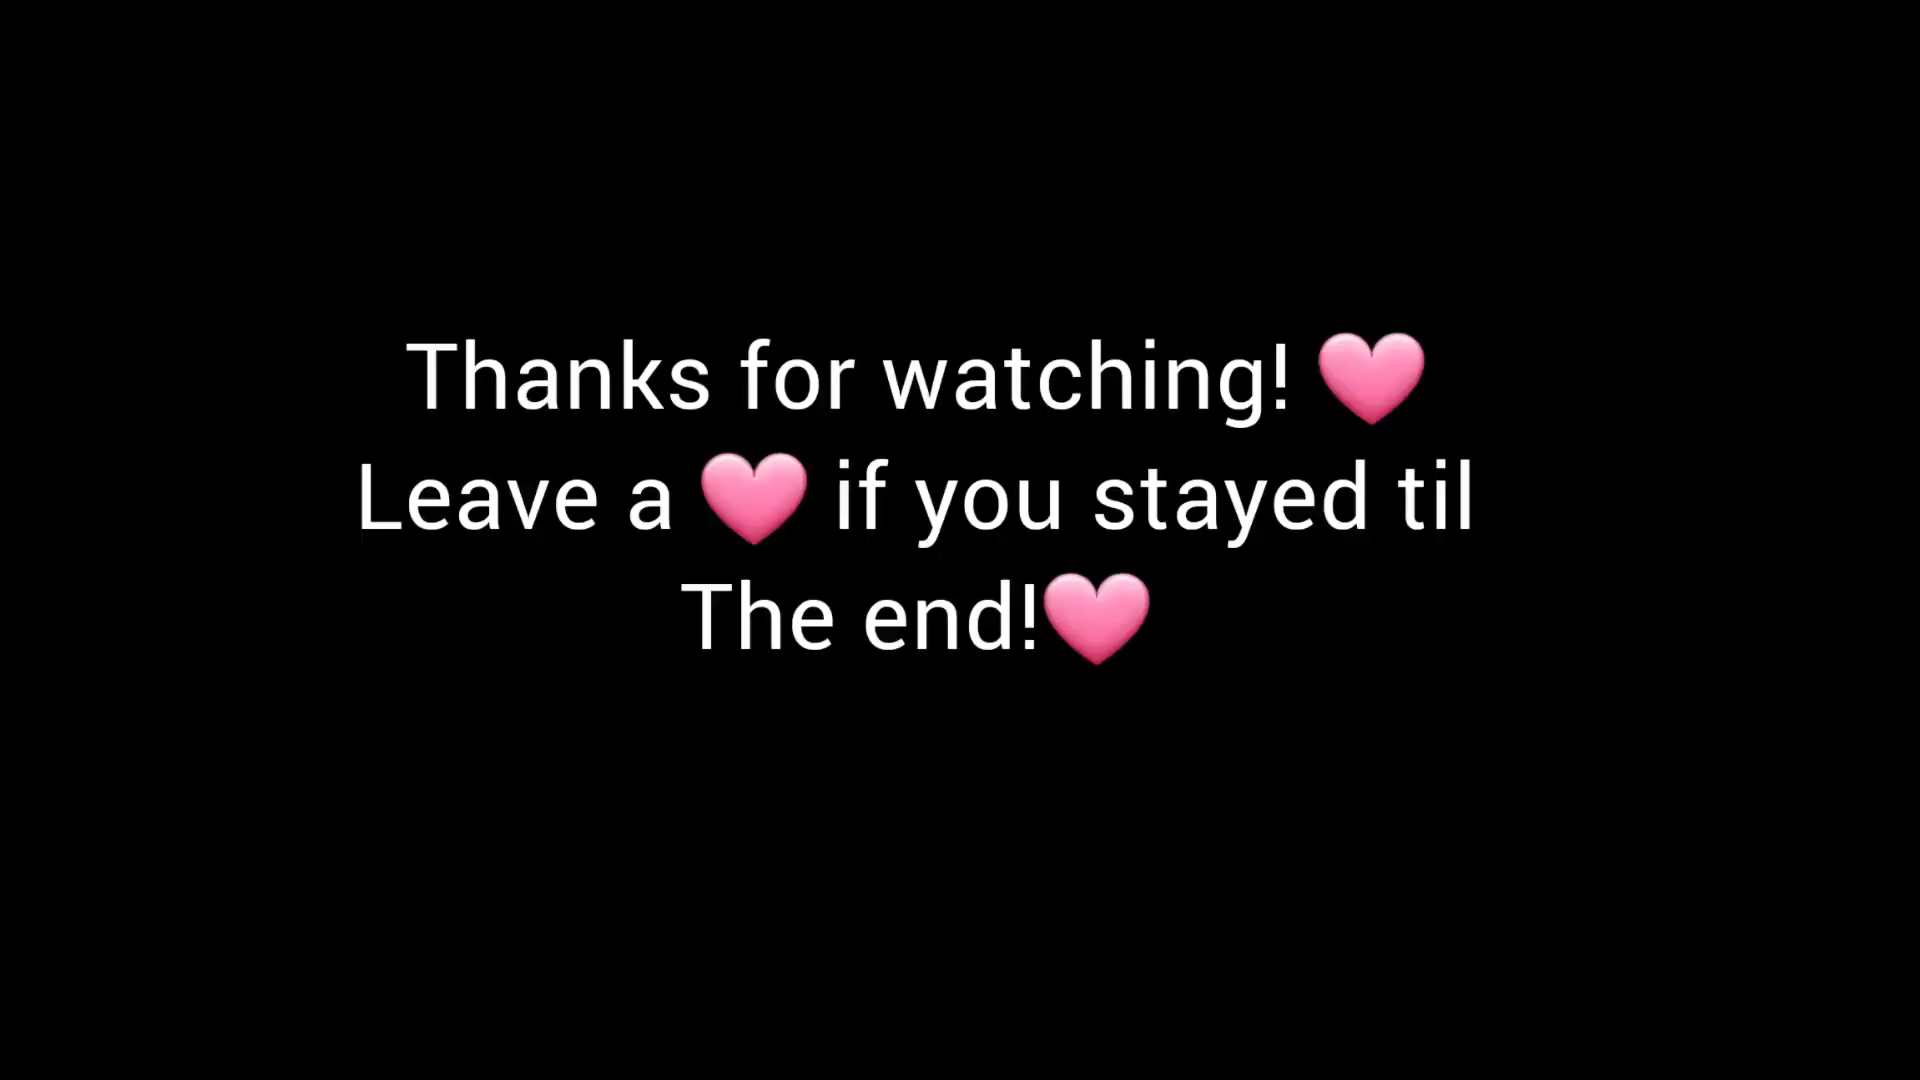 Thanks for watching! 🩷
Leave a 🩷 if you stayed til
The end!🩷